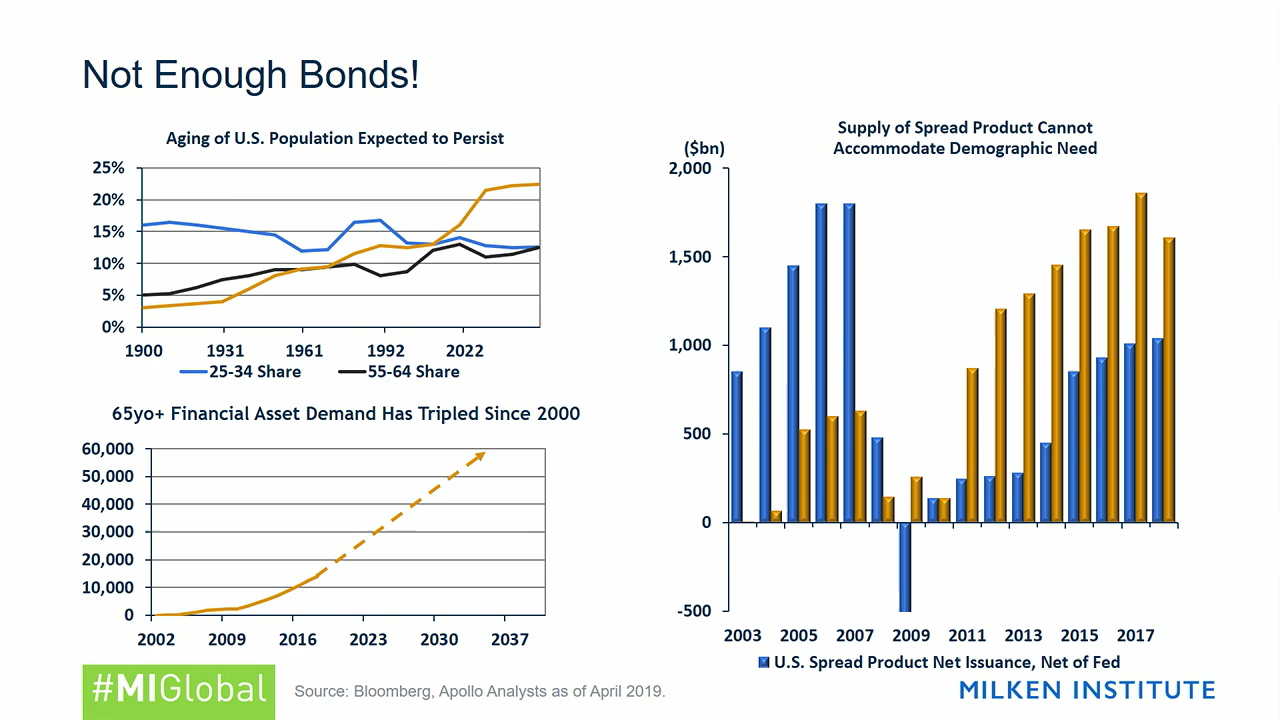 Not Enough Bonds!
Aging of U.S. Population Expected to Persist
25%
20%
15%
10%
5%
0%
1900 1931 1961 1992 2022
25-34 Share 55-64 Share
65yo+ Financial Asset Demand Has Tripled Since 2000
60,000
50,000
40,000
30,000
20,000
10,000
0
2002 2009 2016 2023 2030 2037
Supply of Spread Product Cannot
Accommodate Demographic Need
($bn)
2,000
1,500
1,000
500
0
-500
2003 2005 2007 2009 2011 2013 2015 2017
U.S. Spread Product Net Issuance, Net of Fed
#MIGlobal
Source: Bloomberg, Apollo Analysts as of April 2019.
MILKEN INSTITUTE